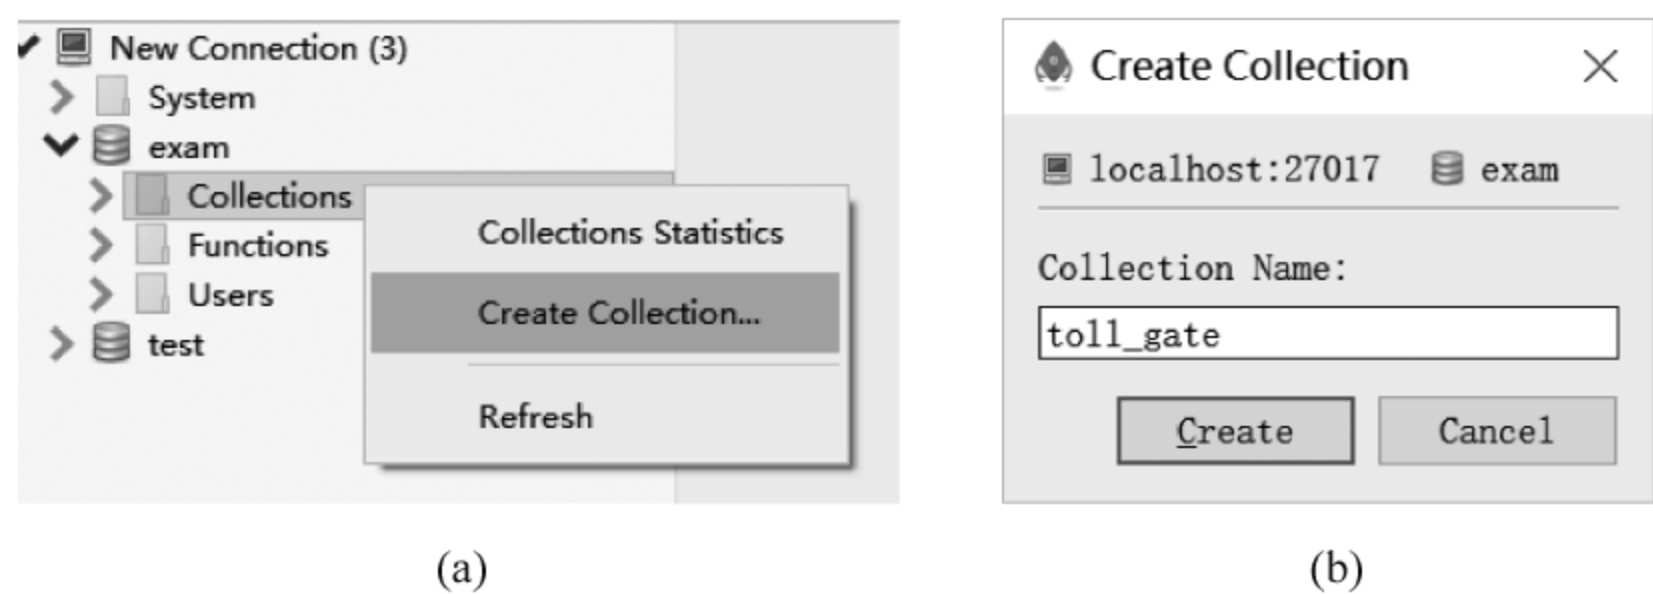 New Connection (3)
System
exam
Collections
Functions
Users
test
Collections Statistics
Create Collection...
Refresh
(a)
Create Collection
localhost:27017 exam
Collection Name:
toll_gate
Create Cancel
(b)